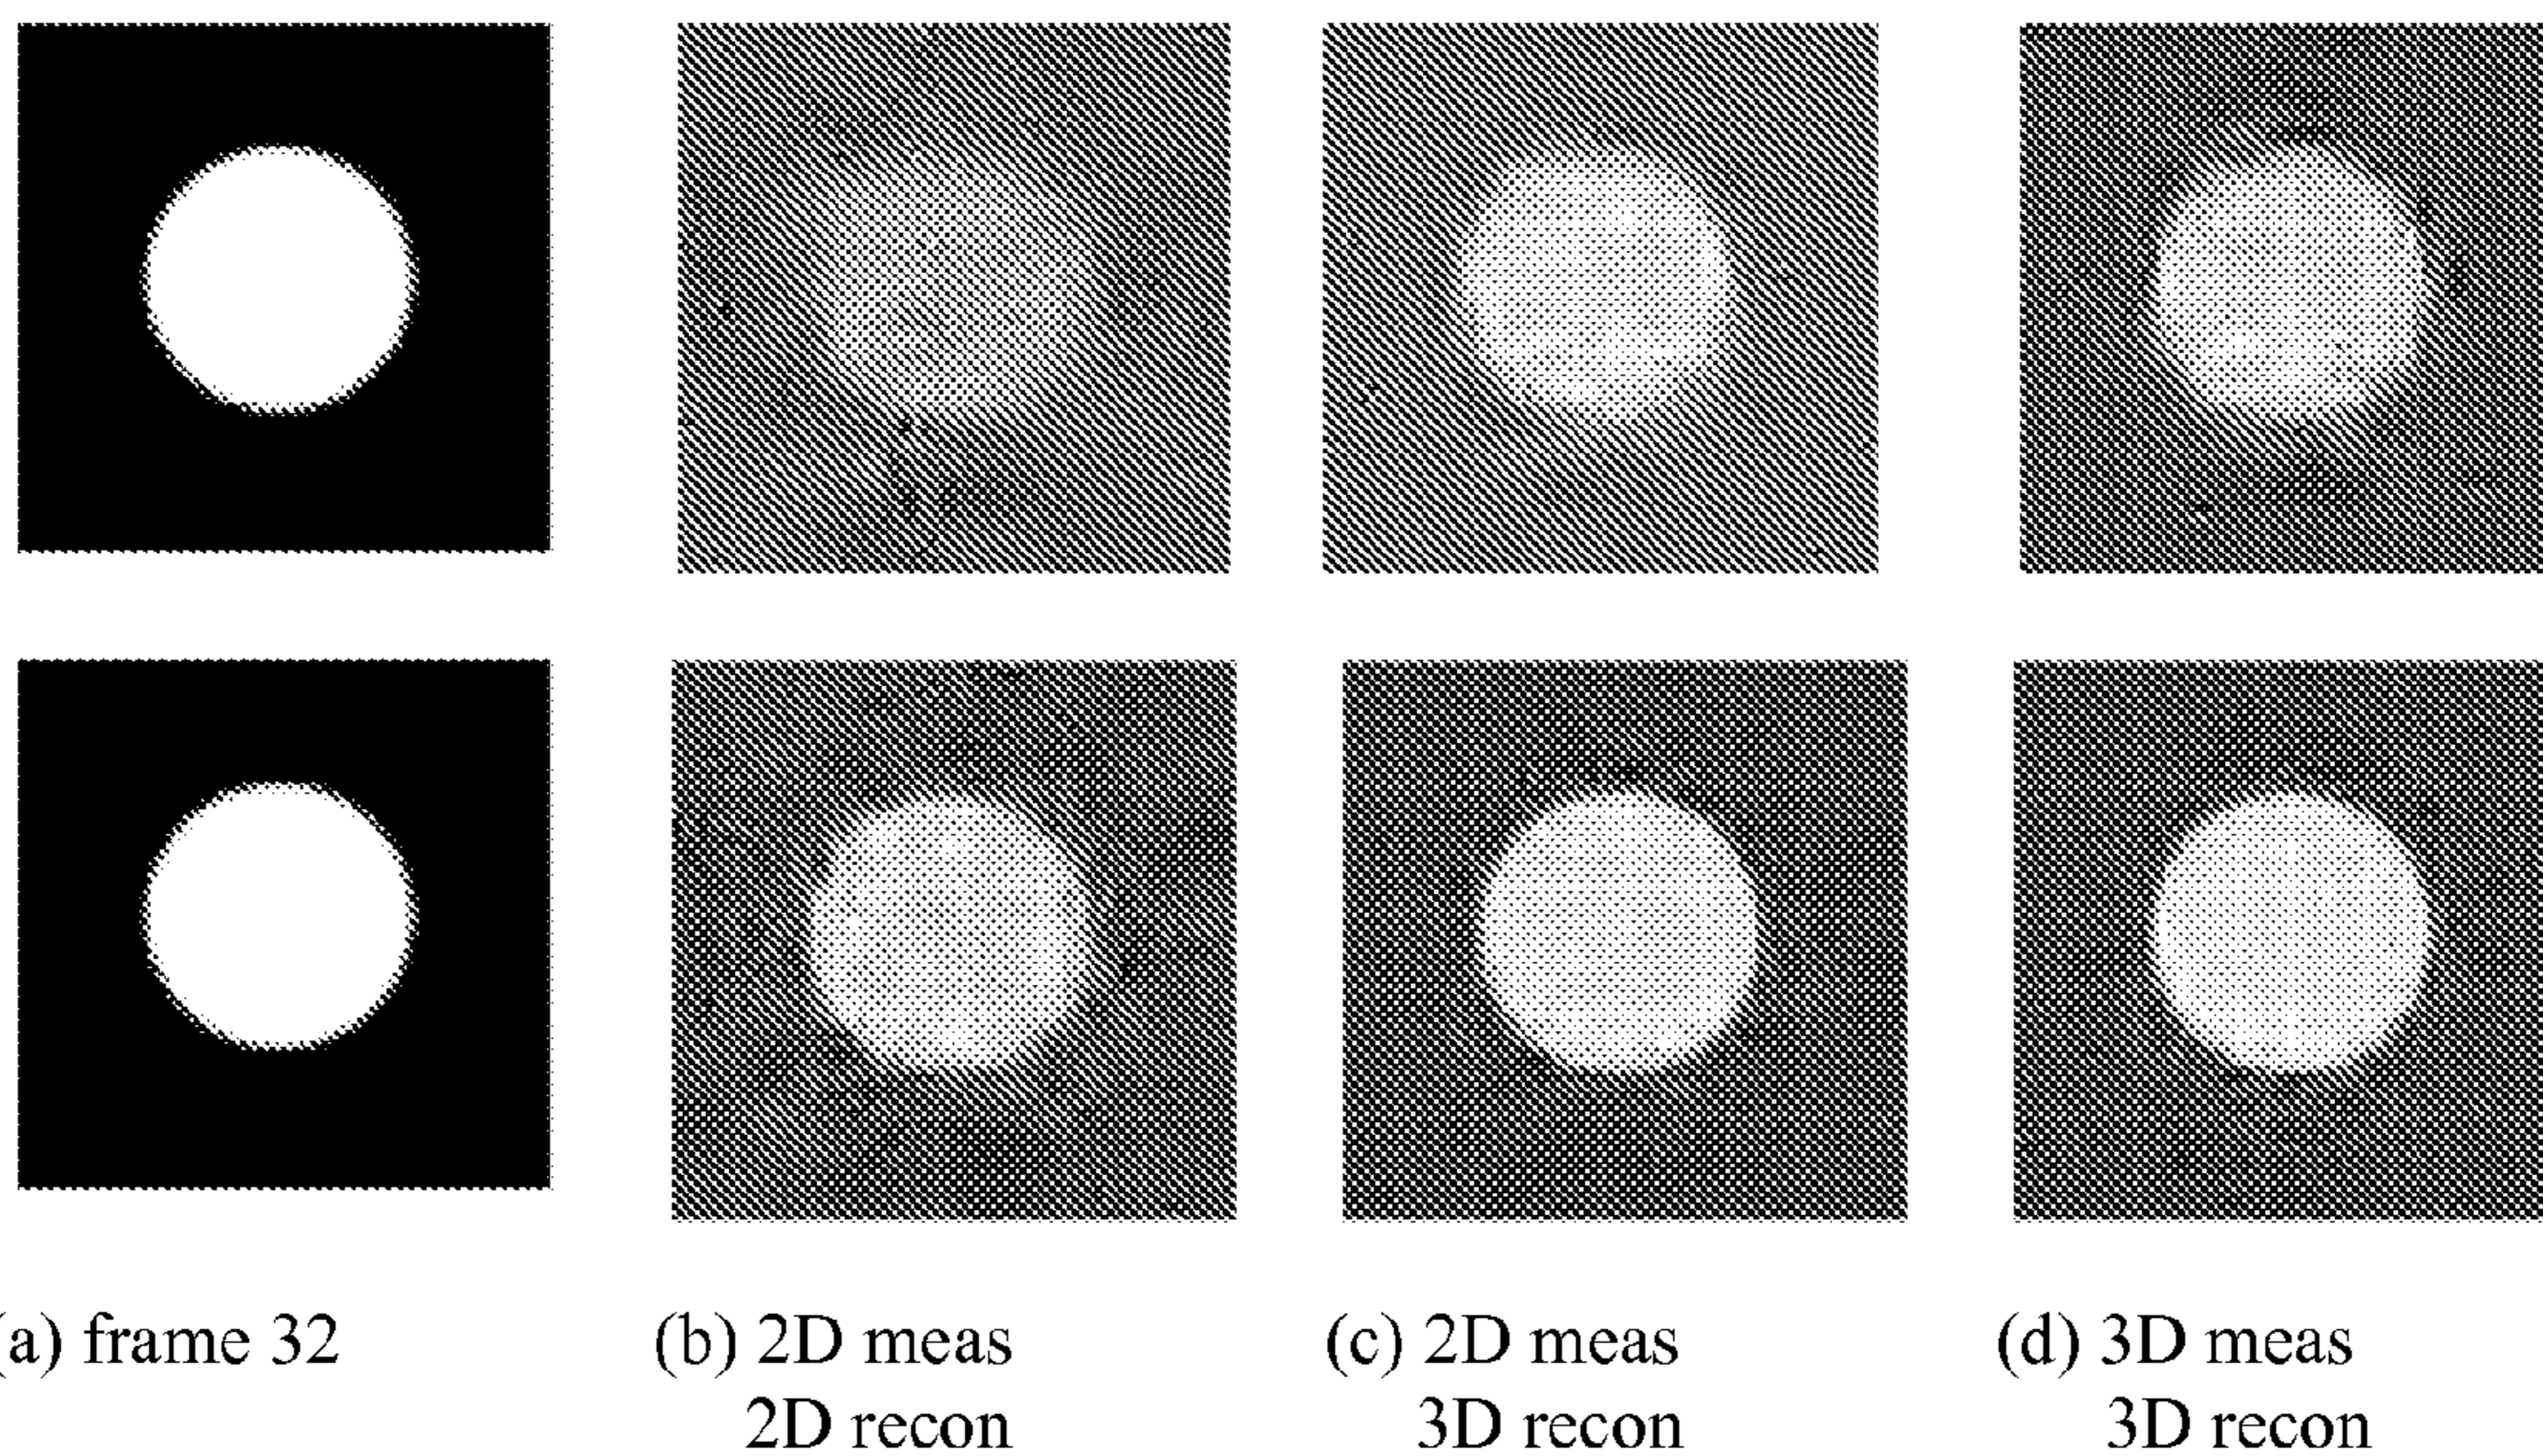 (a) frame 32
(b) 2D meas
2D recon
(c) 2D meas
3D recon
(d) 3D meas
3D recon